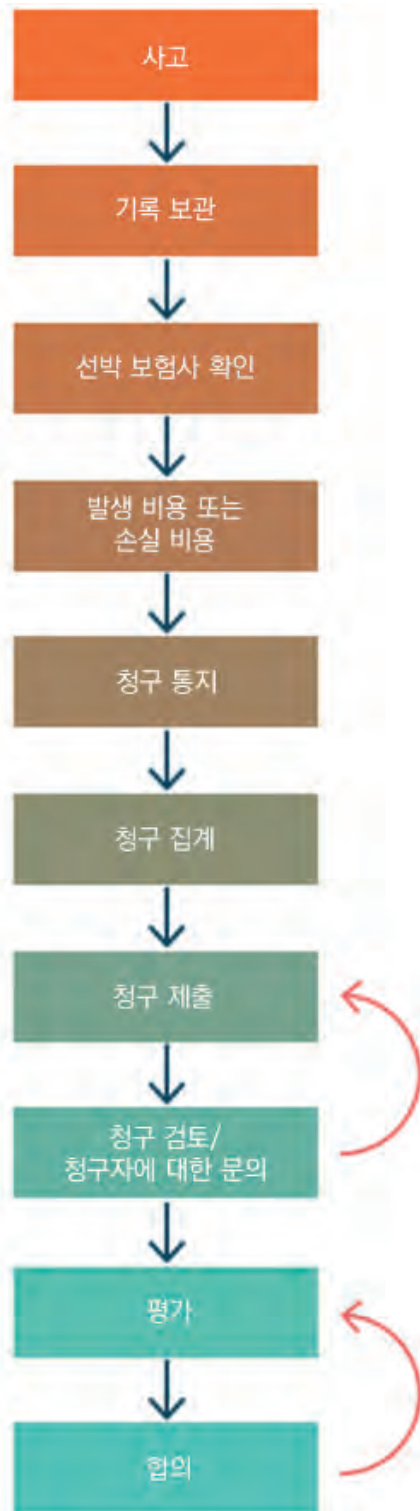 사고
기록 보관
선박 보험사 확인
발생 비용 또는
손실 비용
청구 통지
청구 집계
청구 제출
청구 검토/
청구자에 대한 문의
평가
합의